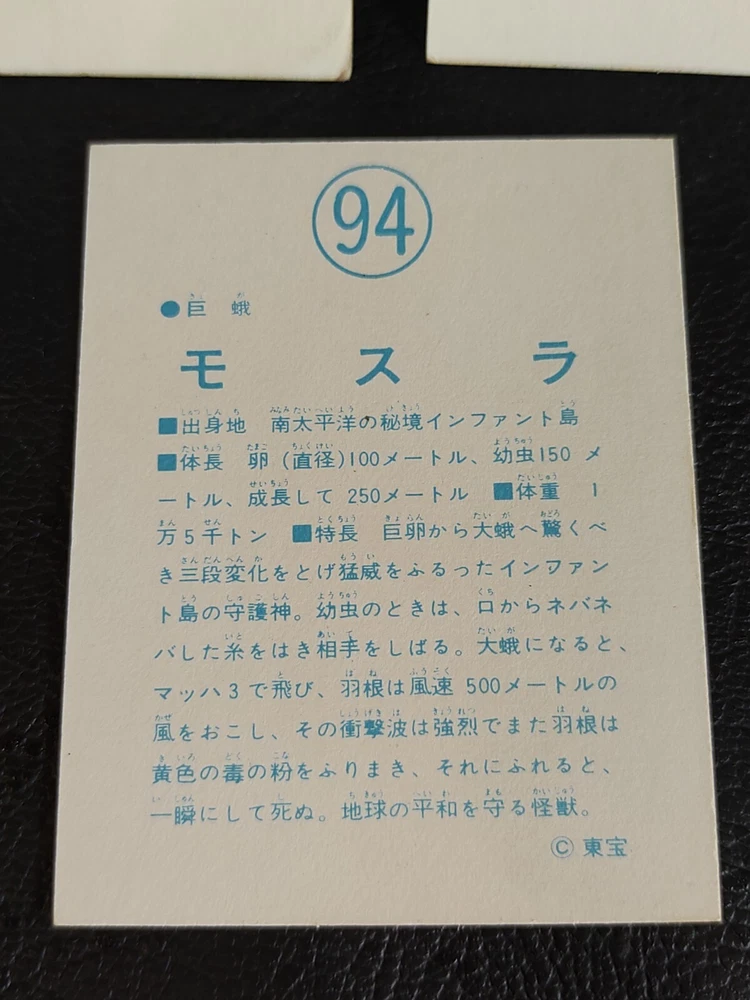 94
●巨蛾
モスラ
■出身地 南太平洋の秘境インファント島
■体長 卵(直径)100メートル、幼虫150メ
ートル、成長して250メートル ■体重 1
万5千トン ■特長 巨卵から大蛾へ驚くべ
き三段変化をとげ猛威をふるったインファン
ト島の守護神。幼虫のときは、口からネバネ
バした糸をはき相手をしばる。大蛾になると、
マッハ3で飛び、羽根は風速500メートルの
風をおこし、その衝撃波は強烈でまた羽根は
黄色の毒の粉をふりまき、それにふれると、
一瞬にして死ぬ。地球の平和を守る怪獣。
©東宝